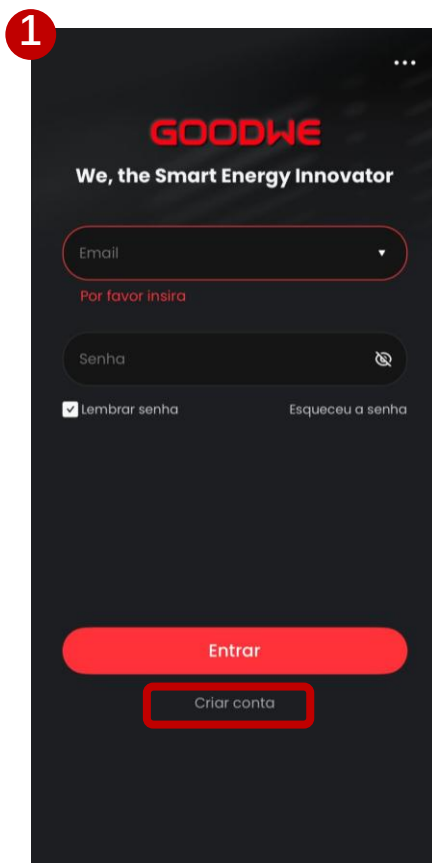 1
...
GOODWE
We, the Smart Energy Innovator
Email
Por favor insira
Senha
Lembrar senha Esqueceu a senha
Entrar
Criar conta